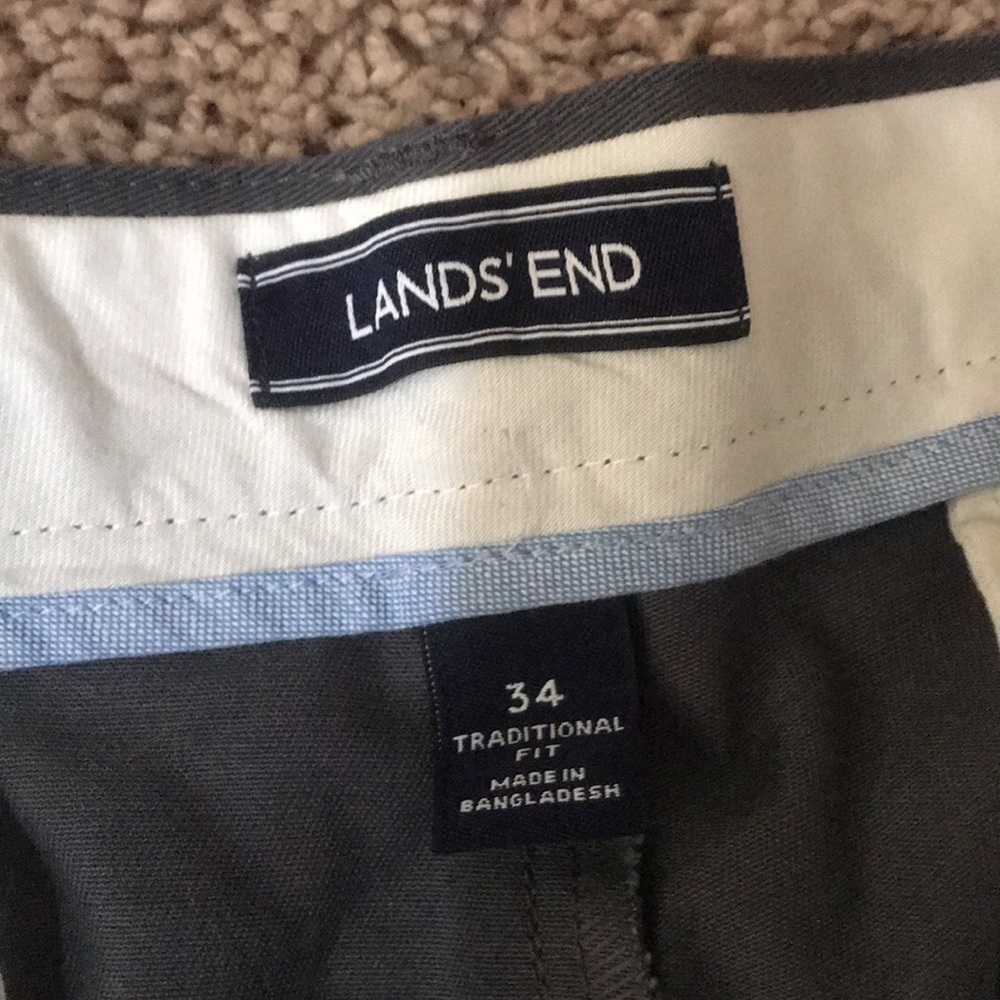 LANDS' END
34
TRADITIONAL
FIT
MADE IN
BANGLADESH